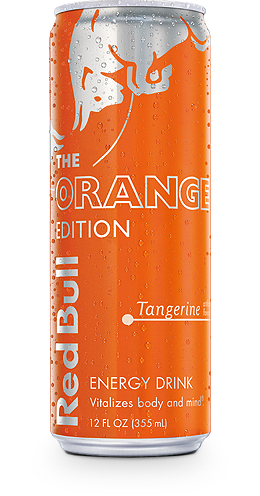 THE
ORANGE
EDITION
Red Bull
Tangerine
ENERGY DRINK
Vitalizes body and mind®
12 FL OZ (355 mL)